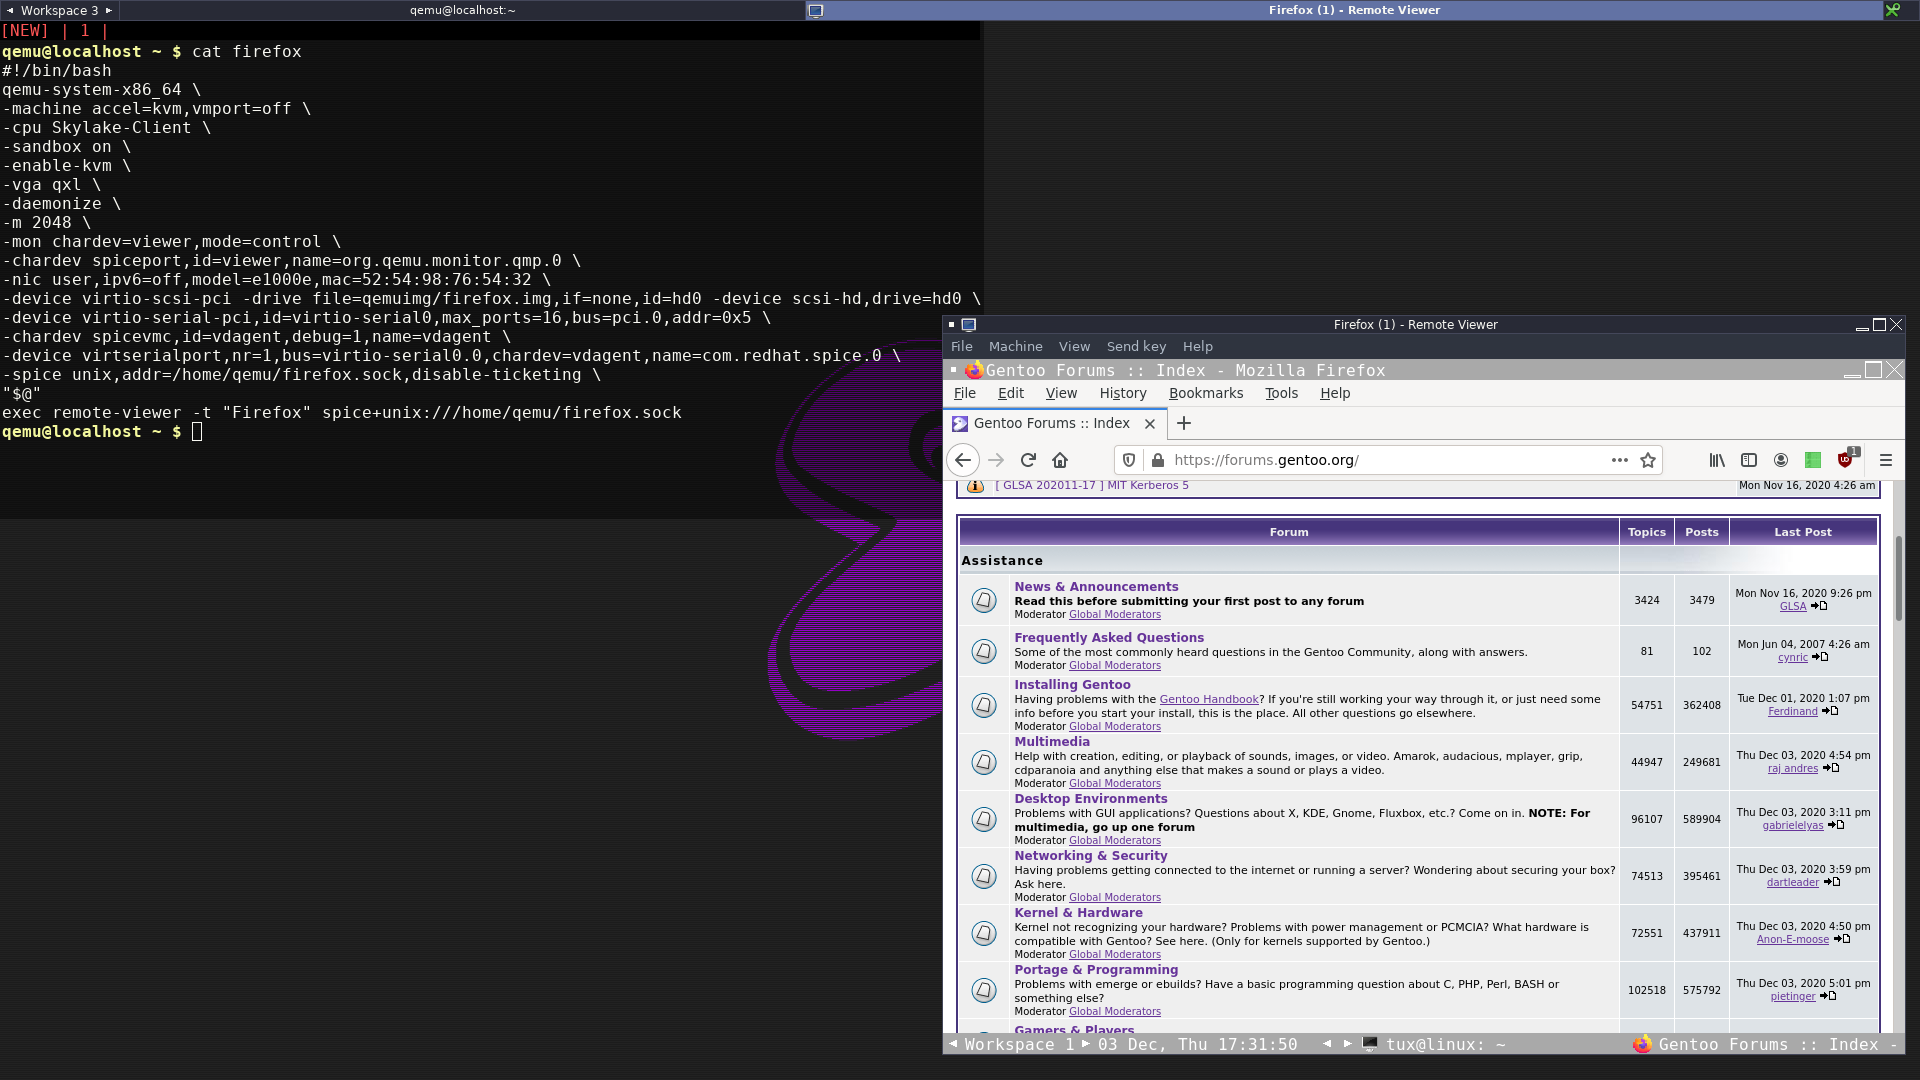 Workspace 3
qemu@localhost:~
Firefox (1) - Remote Viewer
[NEW] | 1 |
qemu@localhost ~ $ cat firefox
#!/bin/bash
qemu-system-x86_64 \
-machine accel=kvm,vmport=off \
-cpu Skylake-Client \
-sandbox on \
-enable-kvm \
-vga qxl \
-daemonize \
-m 2048 \
-mon chardev=viewer,mode=control \
-chardev spiceport,id=viewer,name=org.qemu.monitor.qmp.0 \
-nic user,ipv6=off,model=e1000e,mac=52:54:98:76:54:32 \
-device virtio-scsi-pci -drive file=qemuimg/firefox.img,if=none,id=hd0 -device scsi-hd,drive=hd0 \
-device virtio-serial-pci,id=virtio-serial0,max_ports=16,bus=pci.0,addr=0x5 \
-chardev spicevmc,id=vdagent,debug=1,name=vdagent \
-device virtserialport,nr=1,bus=virtio-serial0.0,chardev=vdagent,name=com.redhat.spice.0 \
-spice unix,addr=/home/qemu/firefox.sock,disable-ticketing \
"$@"
exec remote-viewer -t "Firefox" spice+unix:///home/qemu/firefox.sock
qemu@localhost ~ $
Firefox (1) - Remote Viewer
File Machine View Send key Help
Gentoo Forums :: Index - Mozilla Firefox
File Edit View History Bookmarks Tools Help
Gentoo Forums :: Index
https://forums.gentoo.org/
1
[ GLSA 202011-17 ] MIT Kerberos 5 Mon Nov 16, 2020 4:26 am
Forum Topics Posts Last Post
Assistance
News & Announcements
Read this before submitting your first post to any forum
Moderator Global Moderators
3424 3479 Mon Nov 16, 2020 9:26 pm
GLSA
Frequently Asked Questions
Some of the most commonly heard questions in the Gentoo Community, along with answers.
Moderator Global Moderators
81 102 Mon Jun 04, 2007 4:26 am
cynric
Installing Gentoo
Having problems with the Gentoo Handbook? If you're still working your way through it, or just need some
info before you start your install, this is the place. All other questions go elsewhere.
Moderator Global Moderators
54751 362408 Tue Dec 01, 2020 1:07 pm
Ferdinand
Multimedia
Help with creation, editing, or playback of sounds, images, or video. Amarok, audacious, mplayer, grip,
cdparanoia and anything else that makes a sound or plays a video.
Moderator Global Moderators
44947 249681 Thu Dec 03, 2020 4:54 pm
raj andres
Desktop Environments
Problems with GUI applications? Questions about X, KDE, Gnome, Fluxbox, etc.? Come on in. NOTE: For
multimedia, go up one forum
Moderator Global Moderators
96107 589904 Thu Dec 03, 2020 3:11 pm
gabrielelyas
Networking & Security
Having problems getting connected to the internet or running a server? Wondering about securing your box?
Ask here.
Moderator Global Moderators
74513 395461 Thu Dec 03, 2020 3:59 pm
dartleader
Kernel & Hardware
Kernel not recognizing your hardware? Problems with power management or PCMCIA? What hardware is
compatible with Gentoo? See here. (Only for kernels supported by Gentoo.)
Moderator Global Moderators
72551 437911 Thu Dec 03, 2020 4:50 pm
Anon-E-moose
Portage & Programming
Problems with emerge or ebuilds? Have a basic programming question about C, PHP, Perl, BASH or
something else?
Moderator Global Moderators
102518 575792 Thu Dec 03, 2020 5:01 pm
pietinger
Gamers & Players
Workspace 1 03 Dec, Thu 17:31:50 tux@linux: ~ Gentoo Forums :: Index -